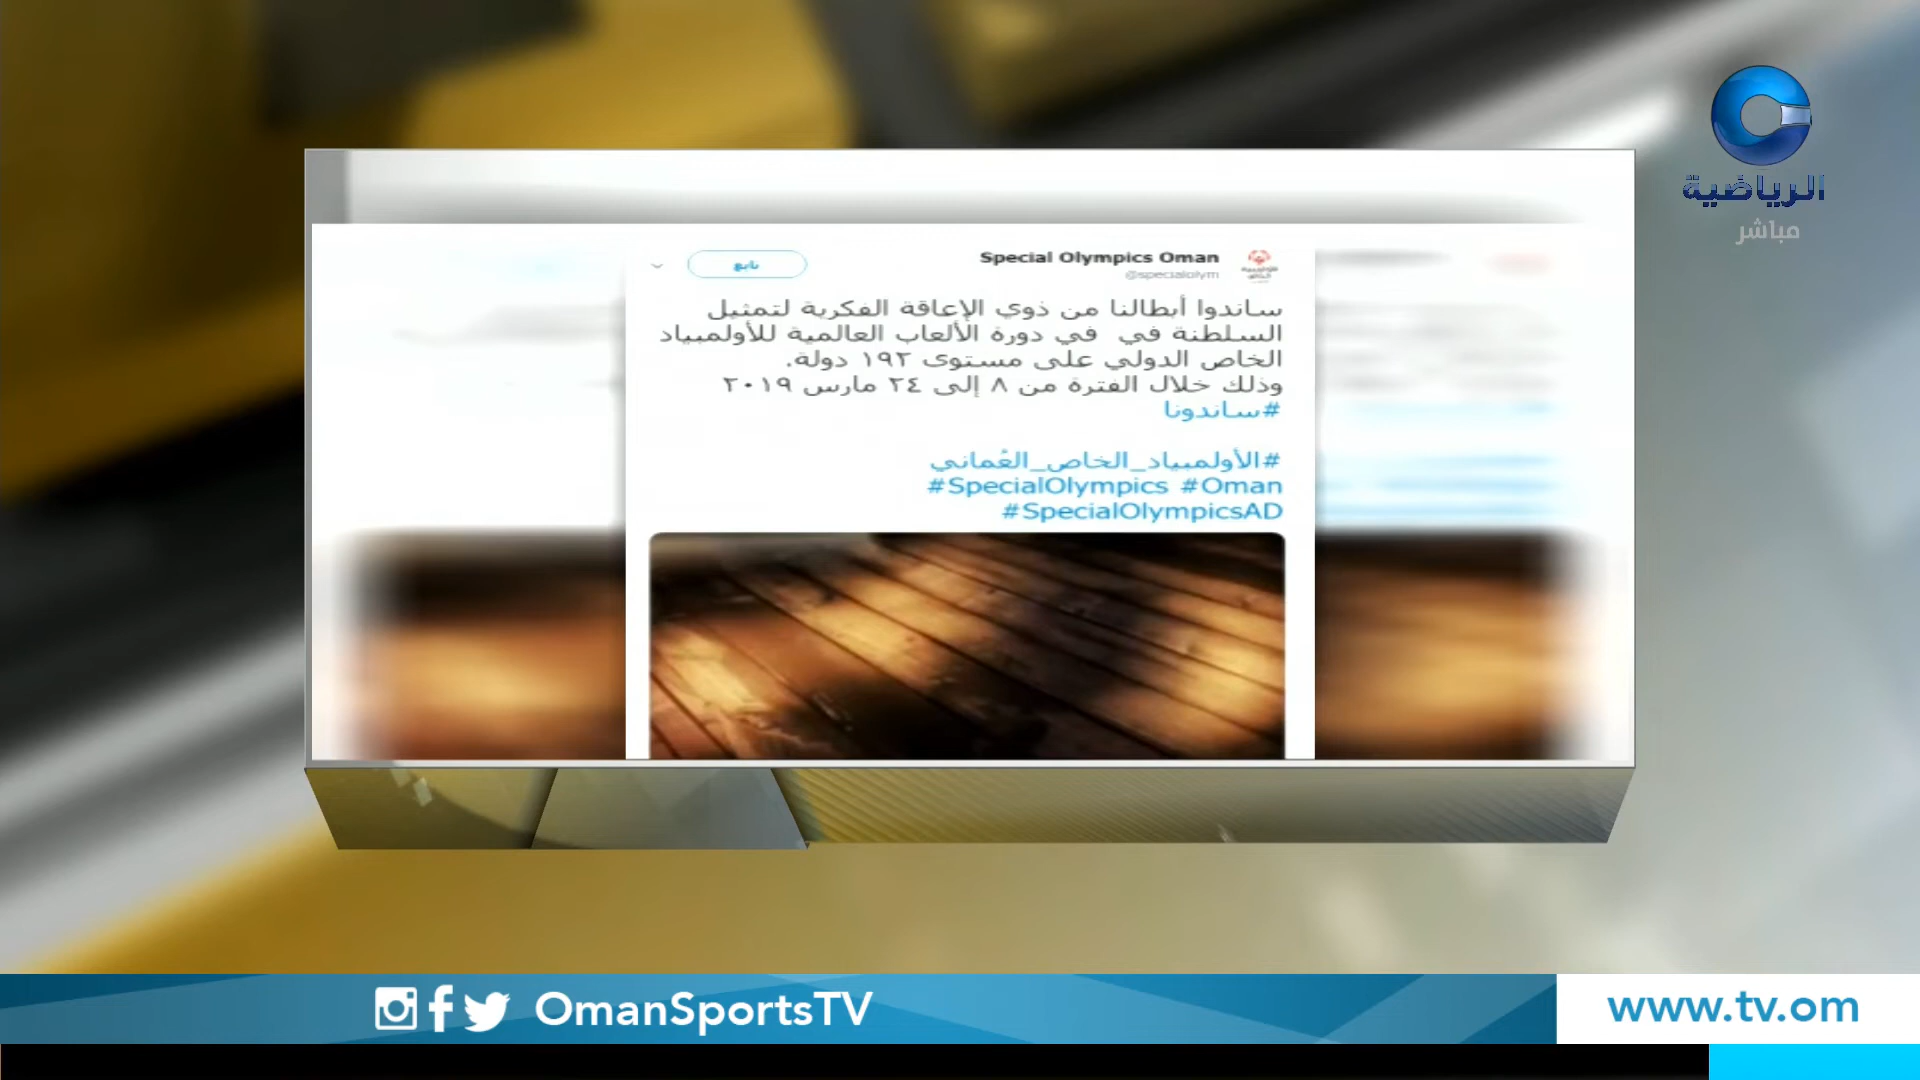 الرياضية
مباشر
Special Olympics Oman
@specialolym
تابع
ساندوا أبطالنا من ذوي الإعاقة الفكرية لتمثيل
السلطنة في في دورة الألعاب العالمية للأولمبياد
الخاص الدولي على مستوى ١٩٢ دولة.
وذلك خلال الفترة من ٨ إلى ٢٤ مارس ٢٠١٩
#ساندونا
#الأولمبياد_الخاص_العُماني
#SpecialOlympics #Oman
#SpecialOlympicsAD
OmanSportsTV
www.tv.om